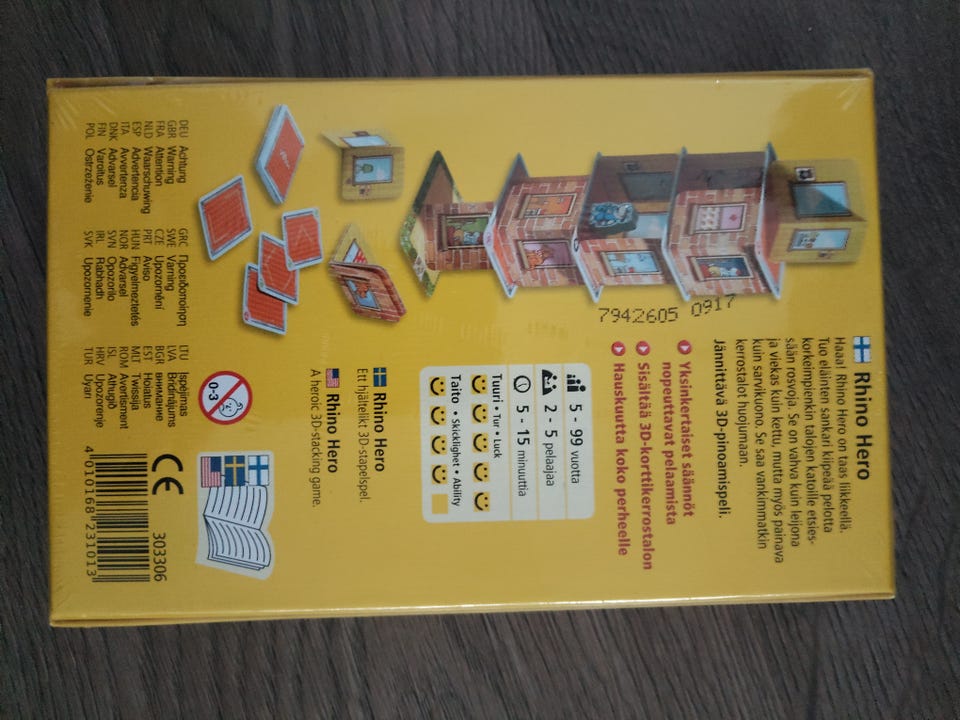 Rhino Hero
Haaa! Rhino Hero on taas liikkeellä.
Tuo eläinten sankari kiipeää pelotta
korkeimpienkin talojen katoille etsies-
sään rosvoja. Se on vahva kuin leijona
ja viekas kuin kettu, mutta myös painava
kuin sarvikuono. Se saa vankimmatkin
kerrostalot huojumaan.
Jännittävä 3D-pinoamispeli.
Yksinkertaiset säännöt
nopeuttavat pelaamista
Sisältää 3D-korttikerrostalon
Hauskuutta koko perheelle
7942605 0917
5 - 99 vuotta
2 - 5 pelaajaa
5 - 15 minuuttia
Tuuri • Tur • Luck
Taito • Skicklighet • Ability
Rhino Hero
Ett hjältelikt 3D-stapelspel.
Rhino Hero
A heroic 3D-stacking game.
DEU Achtung
GBR Warning
FRA Attention
NLD Waarschuwing
ESP Advertencia
ITA Avvertenza
DNK Advarsel
FIN Varoitus
POL Ostrzeżenie
GRC Προειδοποίηση
SWE Varning
CZE Upozornění
PRT Aviso
HUN Figyelmeztetés
NOR Advarsel
SVN Opozorilo
IRL Rabhadh
SVK Upozornenie
LTU Įspėjimas
LVA Brīdinājums
BGR внимание
EST Hoiatus
MLT Twissija
ROM Avertisment
ISL Athugið
HRV Upozorenje
TUR Uyarı
0-3
CE
303306
4 010168 231013